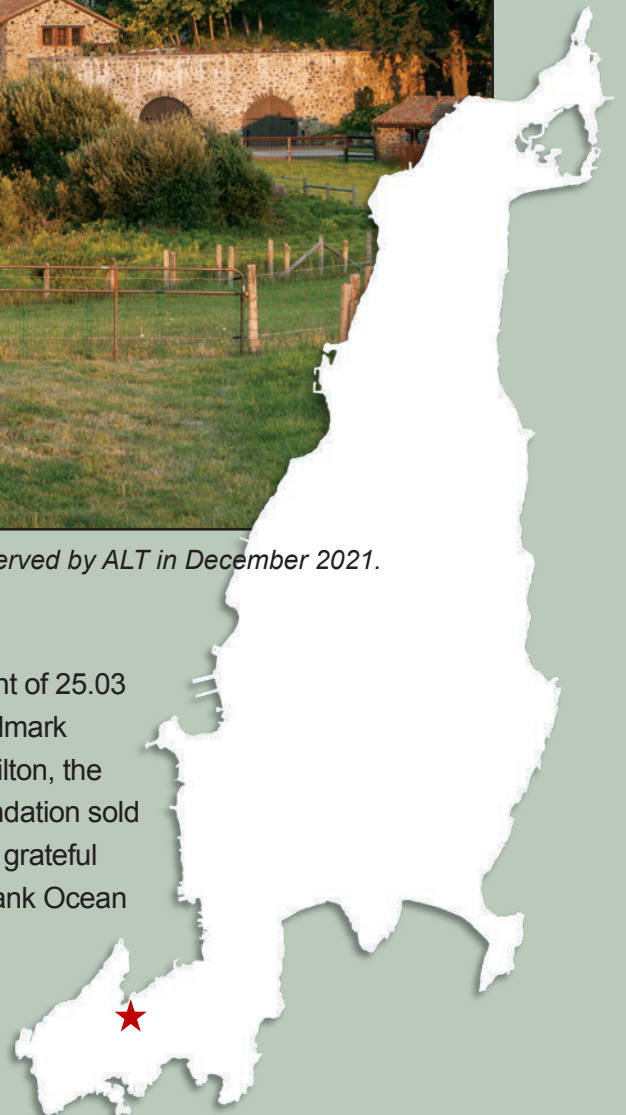 erved by ALT in December 2021.
nt of 25.03
dmark
ilton, the
ndation sold
grateful
ank Ocean